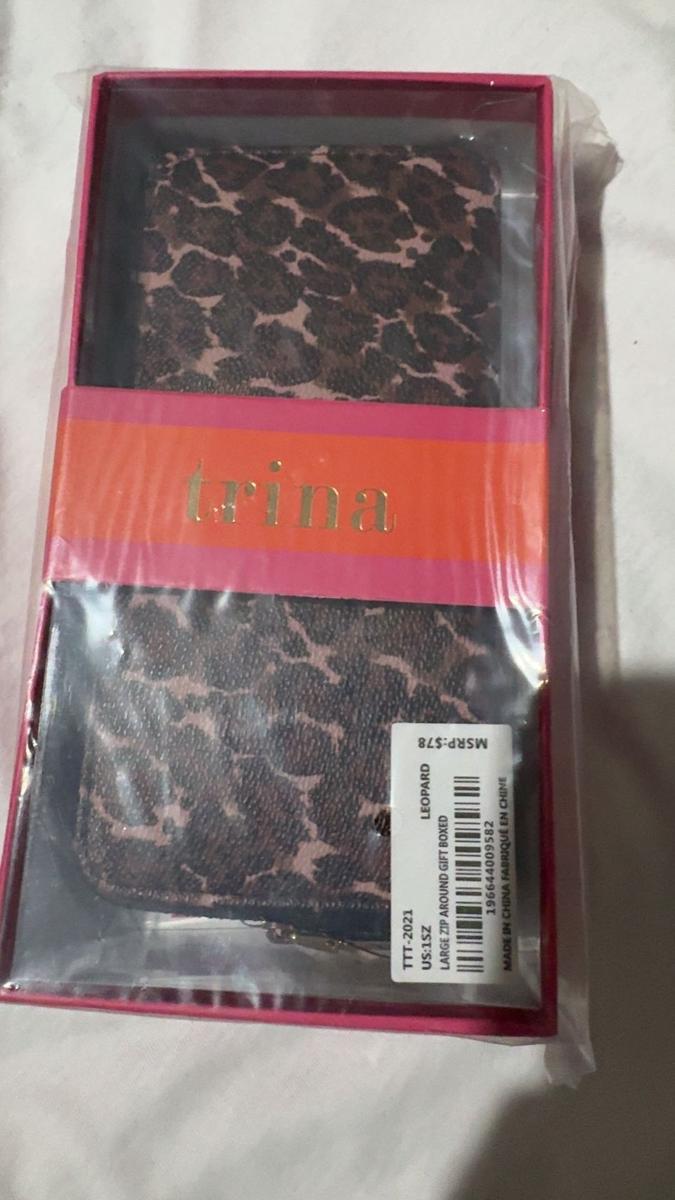 trina
MSRP:$78
TTT-2021
US:1SZ LEOPARD
LARGE ZIP AROUND GIFT BOXED
196644009582
MADE IN CHINA FABRIQUÉ EN CHINE